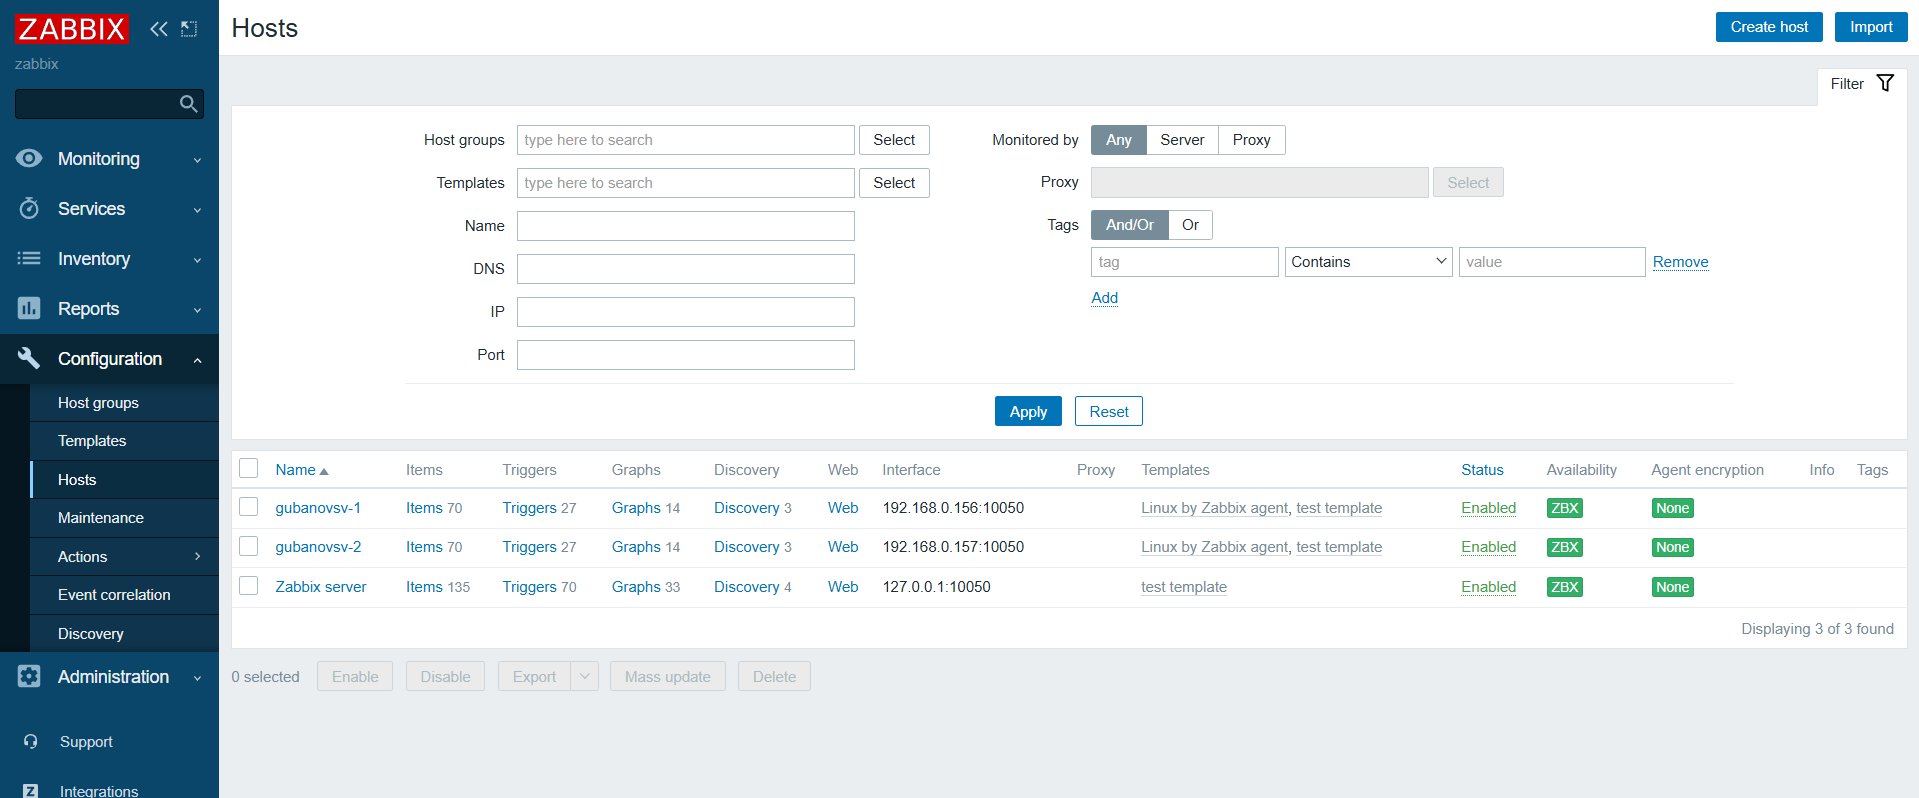 ZABBIX
zabbix
Monitoring
Services
Inventory
Reports
Configuration
Host groups
Templates
Hosts
Maintenance
Actions
Event correlation
Discovery
Administration
Support
Integrations
Hosts
Create host Import
Filter
Host groups type here to search Select
Templates type here to search Select
Name
DNS
IP
Port
Monitored by Any Server Proxy
Proxy Select
Tags And/Or Or
tag Contains value Remove
Add
Apply Reset
Name Items Triggers Graphs Discovery Web Interface Proxy Templates Status Availability Agent encryption Info Tags
gubanovsv-1 Items 70 Triggers 27 Graphs 14 Discovery 3 Web 192.168.0.156:10050 Linux by Zabbix agent, test template Enabled ZBX None
gubanovsv-2 Items 70 Triggers 27 Graphs 14 Discovery 3 Web 192.168.0.157:10050 Linux by Zabbix agent, test template Enabled ZBX None
Zabbix server Items 135 Triggers 70 Graphs 33 Discovery 4 Web 127.0.0.1:10050 test template Enabled ZBX None
Displaying 3 of 3 found
0 selected Enable Disable Export Mass update Delete